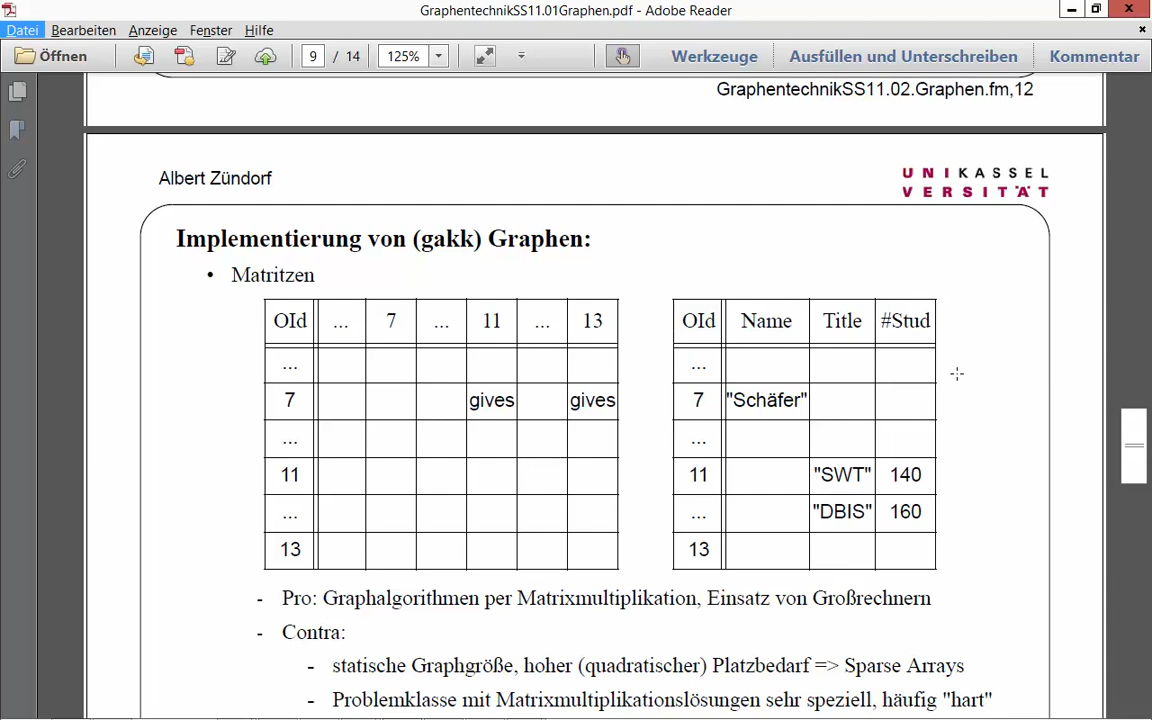 GraphentechnikSS11.01Graphen.pdf - Adobe Reader
Datei Bearbeiten Anzeige Fenster Hilfe
Öffnen 9 / 14 125% Werkzeuge Ausfüllen und Unterschreiben Kommentar
GraphentechnikSS11.02.Graphen.fm,12
Albert Zündorf
UNIKASSEL
VERSITÄT
Implementierung von (gakk) Graphen:
• Matritzen
OId ... 7 ... 11 ... 13
...
7 gives gives
...
11
...
13
OId Name Title #Stud
...
7 "Schäfer"
...
11 "SWT" 140
... "DBIS" 160
13
- Pro: Graphalgorithmen per Matrixmultiplikation, Einsatz von Großrechnern
- Contra:
- statische Graphgröße, hoher (quadratischer) Platzbedarf => Sparse Arrays
- Problemklasse mit Matrixmultiplikationslösungen sehr speziell, häufig "hart"